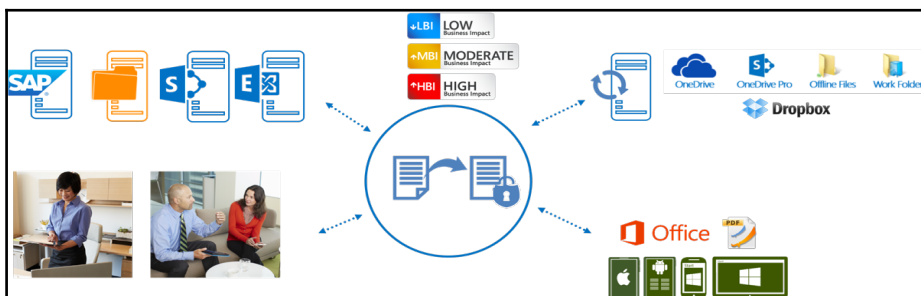 ↓LBI LOW
Business Impact
↑MBI MODERATE
Business Impact
↑HBI HIGH
Business Impact
SAP
S
E
OneDrive
S
OneDrive Pro
Offline Files
Work Folder
Dropbox
Office
PDF